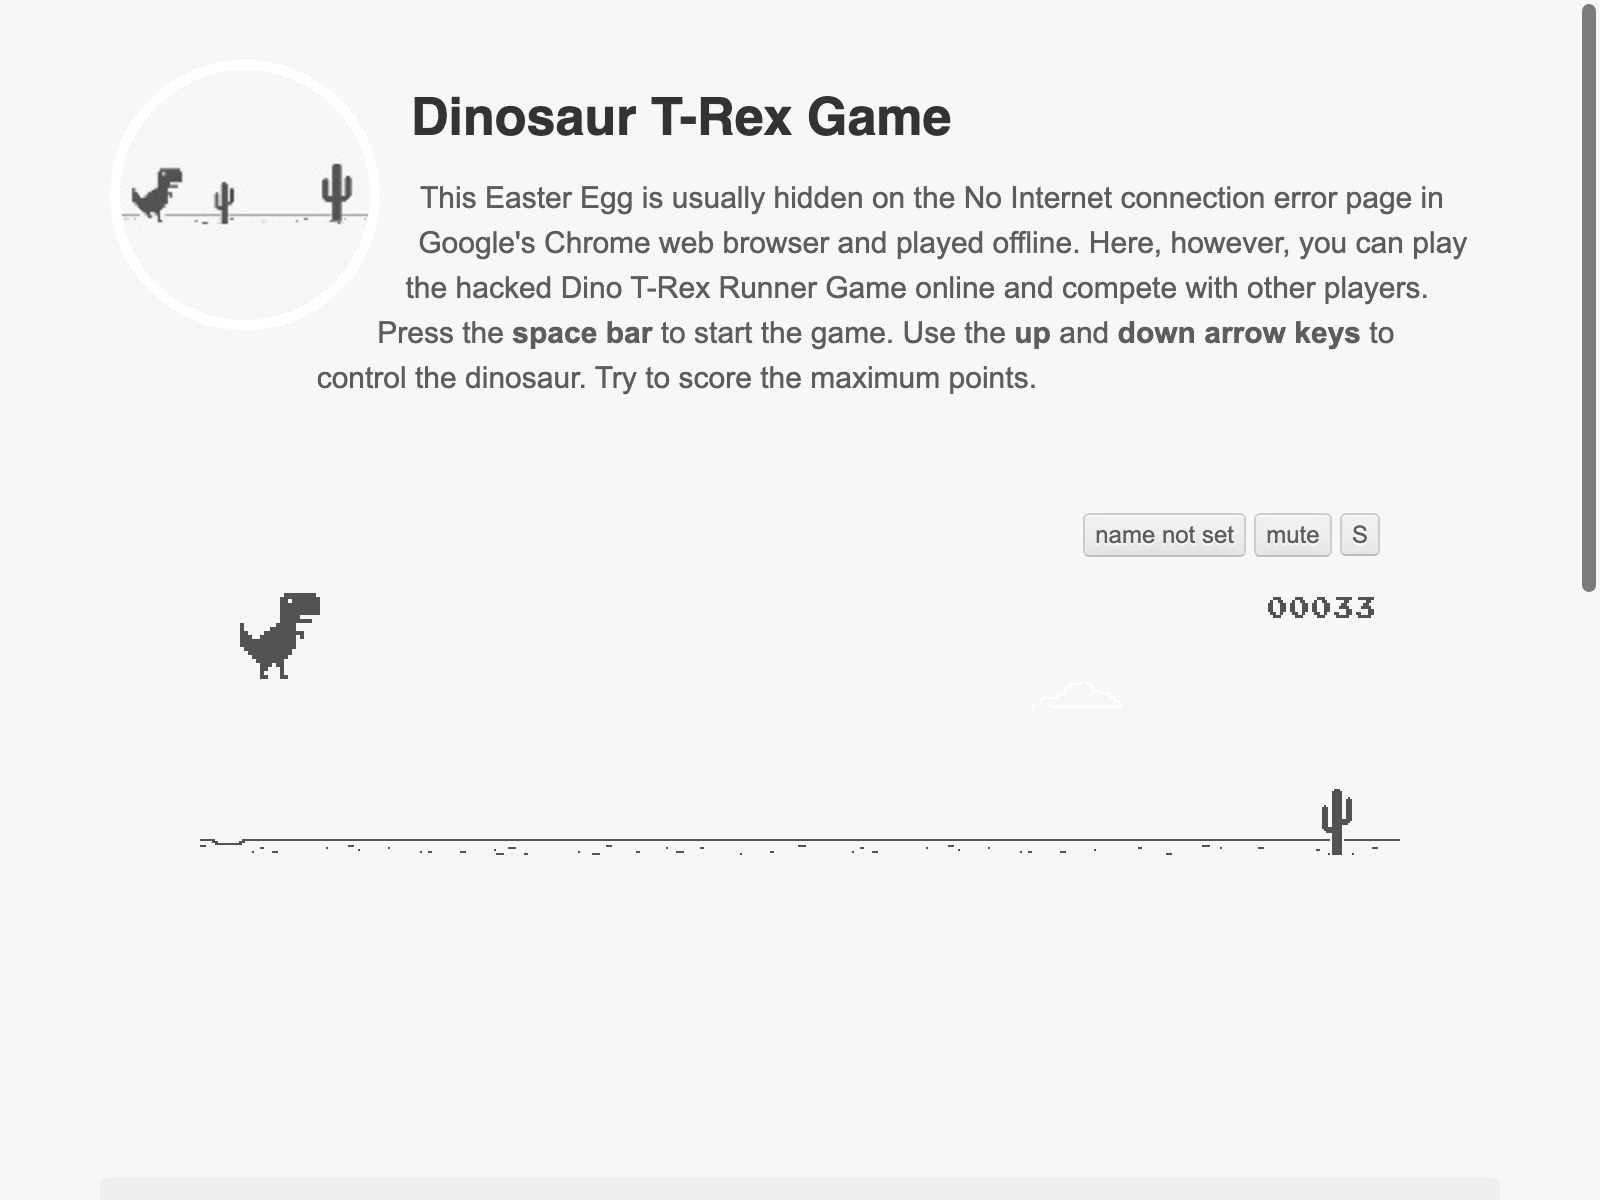 Dinosaur T-Rex Game
This Easter Egg is usually hidden on the No Internet connection error page in
Google's Chrome web browser and played offline. Here, however, you can play
the hacked Dino T-Rex Runner Game online and compete with other players.
Press the space bar to start the game. Use the up and down arrow keys to
control the dinosaur. Try to score the maximum points.
name not set mute S
00033